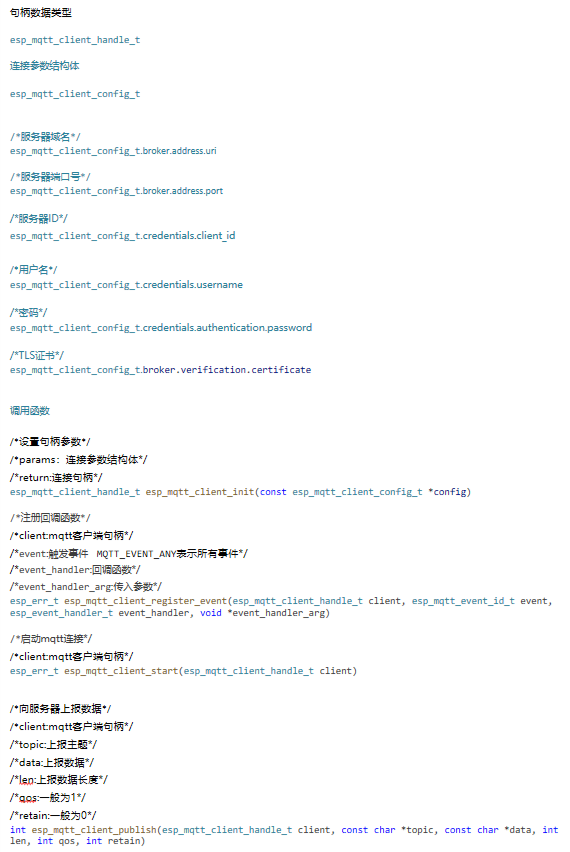 句柄数据类型
esp_mqtt_client_handle_t
连接参数结构体
esp_mqtt_client_config_t
/*服务器域名*/
esp_mqtt_client_config_t.broker.address.uri
/*服务器端口号*/
esp_mqtt_client_config_t.broker.address.port
/*服务器ID*/
esp_mqtt_client_config_t.credentials.client_id
/*用户名*/
esp_mqtt_client_config_t.credentials.username
/*密码*/
esp_mqtt_client_config_t.credentials.authentication.password
/*TLS证书*/
esp_mqtt_client_config_t.broker.verification.certificate
调用函数
/*设置句柄参数*/
/*params：连接参数结构体*/
/*return:连接句柄*/
esp_mqtt_client_handle_t esp_mqtt_client_init(const esp_mqtt_client_config_t *config)
/*注册回调函数*/
/*client:mqtt客户端句柄*/
/*event:触发事件 MQTT_EVENT_ANY表示所有事件*/
/*event_handler:回调函数*/
/*event_handler_arg:传入参数*/
esp_err_t esp_mqtt_client_register_event(esp_mqtt_client_handle_t client, esp_mqtt_event_id_t event,
esp_event_handler_t event_handler, void *event_handler_arg)
/*启动mqtt连接*/
/*client:mqtt客户端句柄*/
esp_err_t esp_mqtt_client_start(esp_mqtt_client_handle_t client)
/*向服务器上报数据*/
/*client:mqtt客户端句柄*/
/*topic:上报主题*/
/*data:上报数据*/
/*len:上报数据长度*/
/*qos:一般为1*/
/*retain:一般为0*/
int esp_mqtt_client_publish(esp_mqtt_client_handle_t client, const char *topic, const char *data, int
len, int qos, int retain)